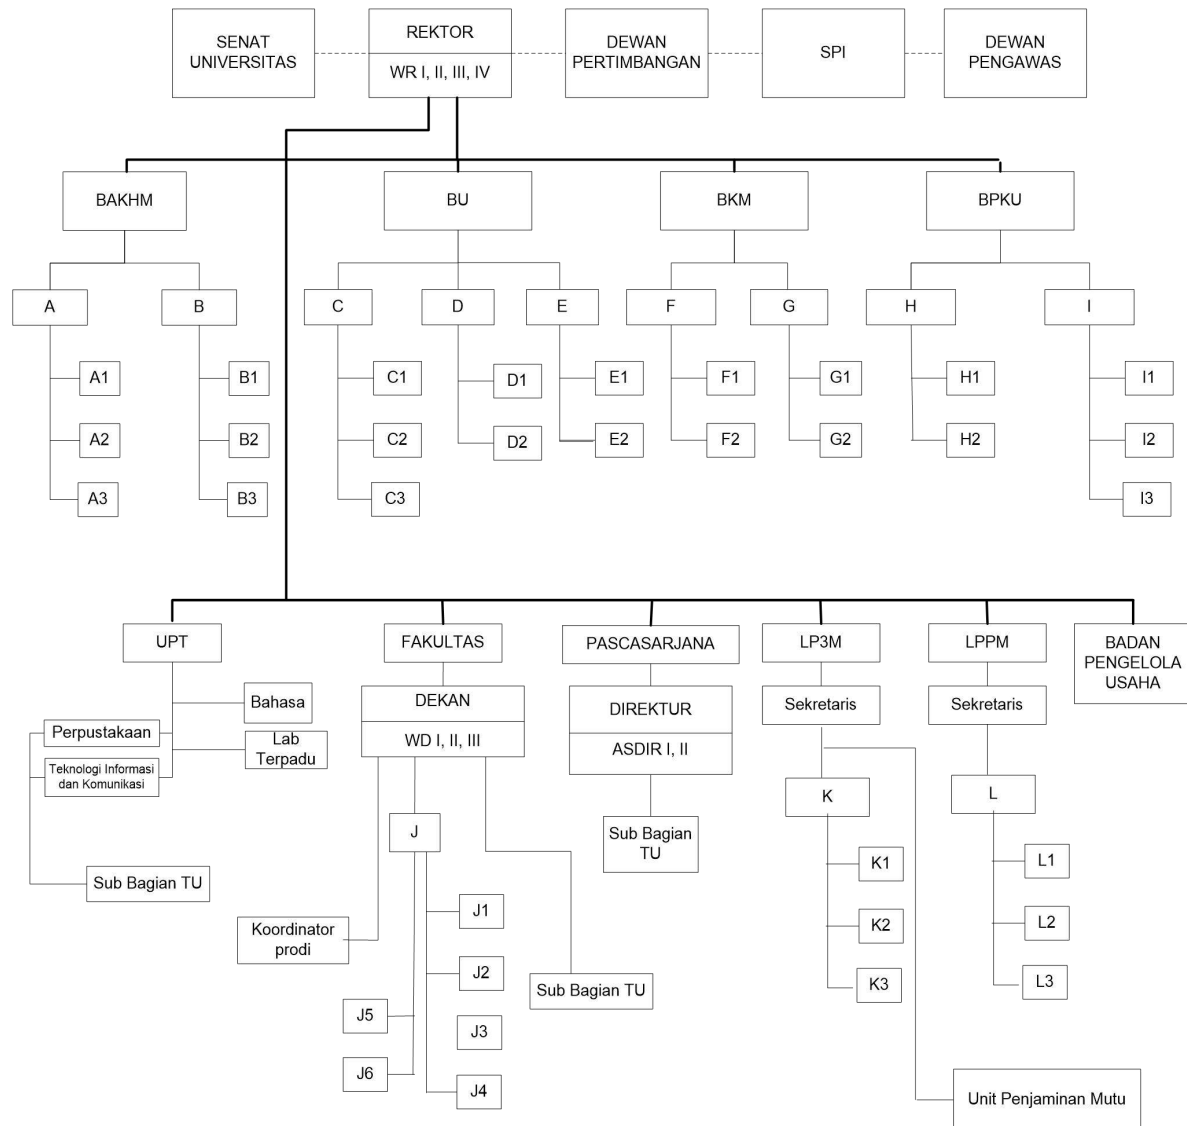 SENAT
UNIVERSITAS
REKTOR
WR I, II, III, IV
DEWAN
PERTIMBANGAN
SPI
DEWAN
PENGAWAS
BAKHM
BU
BKM
BPKU
A
B
C
D
E
F
G
H
I
A1
B1
C1
D1
E1
F1
G1
H1
I1
A2
B2
C2
D2
E2
F2
G2
H2
I2
A3
B3
C3
I3
UPT
FAKULTAS
PASCASARJANA
LP3M
LPPM
BADAN
PENGELOLA
USAHA
Bahasa
Perpustakaan
Lab
Terpadu
Teknologi Informasi
dan Komunikasi
Sub Bagian TU
DEKAN
WD I, II, III
DIREKTUR
ASDIR I, II
Sekretaris
Sekretaris
J
Sub Bagian
TU
K
L
Koordinator
prodi
J1
J2
J3
J4
J5
J6
Sub Bagian TU
K1
K2
K3
L1
L2
L3
Unit Penjaminan Mutu